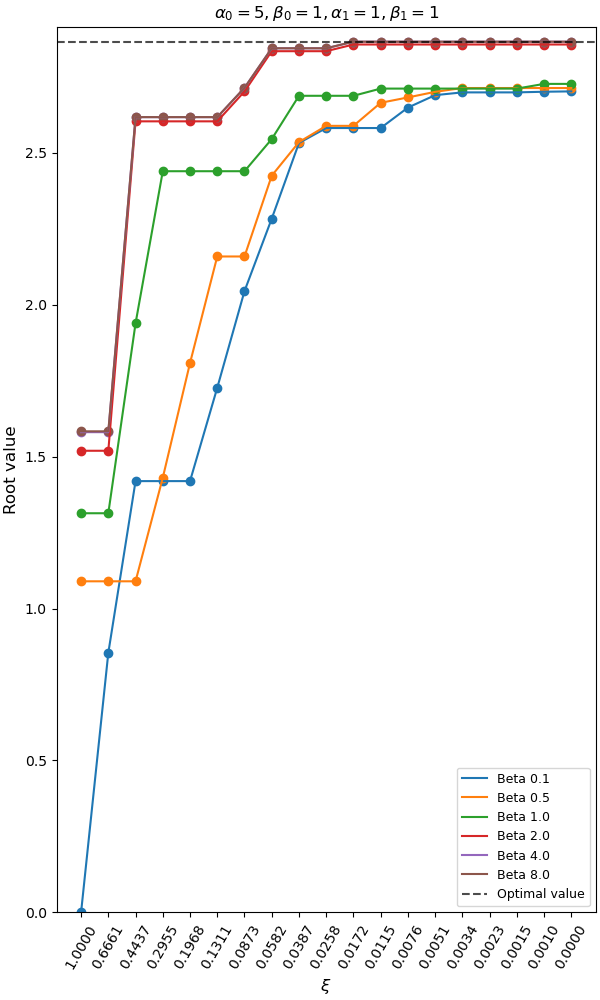 α₀ = 5, β₀ = 1, α₁ = 1, β₁ = 1
Root value
2.5
2.0
1.5
1.0
0.5
0.0
Beta 0.1
Beta 0.5
Beta 1.0
Beta 2.0
Beta 4.0
Beta 8.0
Optimal value
1.0000
0.6661
0.4437
0.2955
0.1968
0.1311
0.0873
0.0582
0.0387
0.0258
0.0172
0.0115
0.0076
0.0051
0.0034
0.0023
0.0015
0.0010
0.0000
ξ